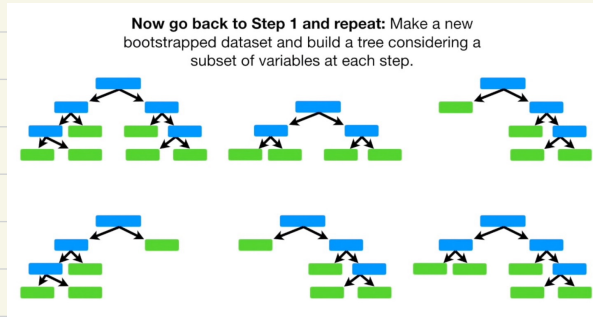 Now go back to Step 1 and repeat: Make a new
bootstrapped dataset and build a tree considering a
subset of variables at each step.